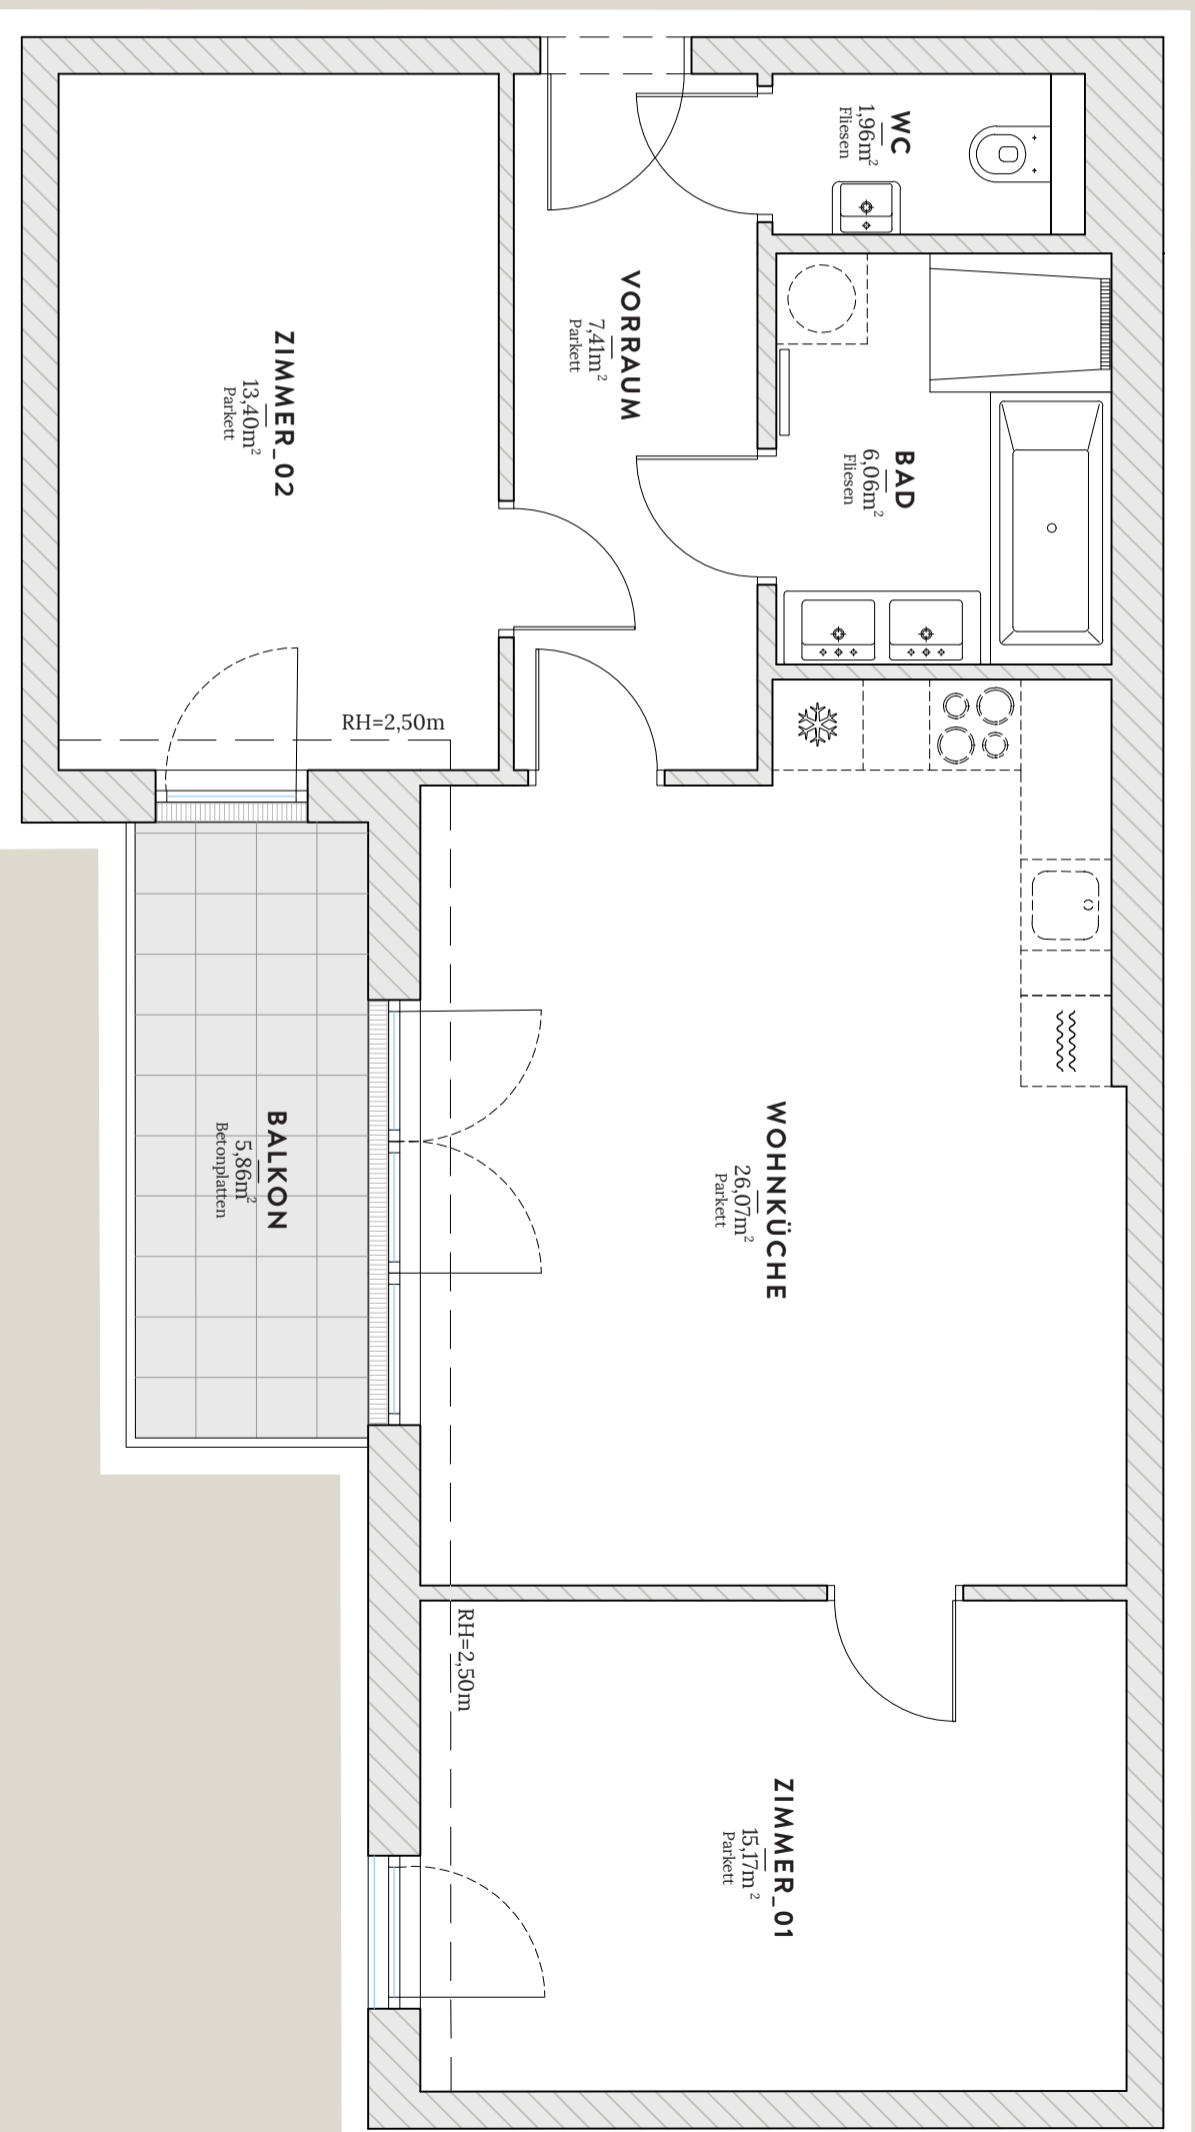 WC
1,96m²
Fliesen
VORRAUM
7,41m²
Parkett
ZIMMER_02
13,40m²
Parkett
BAD
6,06m²
Fliesen
RH=2,50m
WOHNKÜCHE
26,07m²
Parkett
BALKON
5,86m²
Betonplatten
RH=2,50m
ZIMMER_01
15,17m²
Parkett